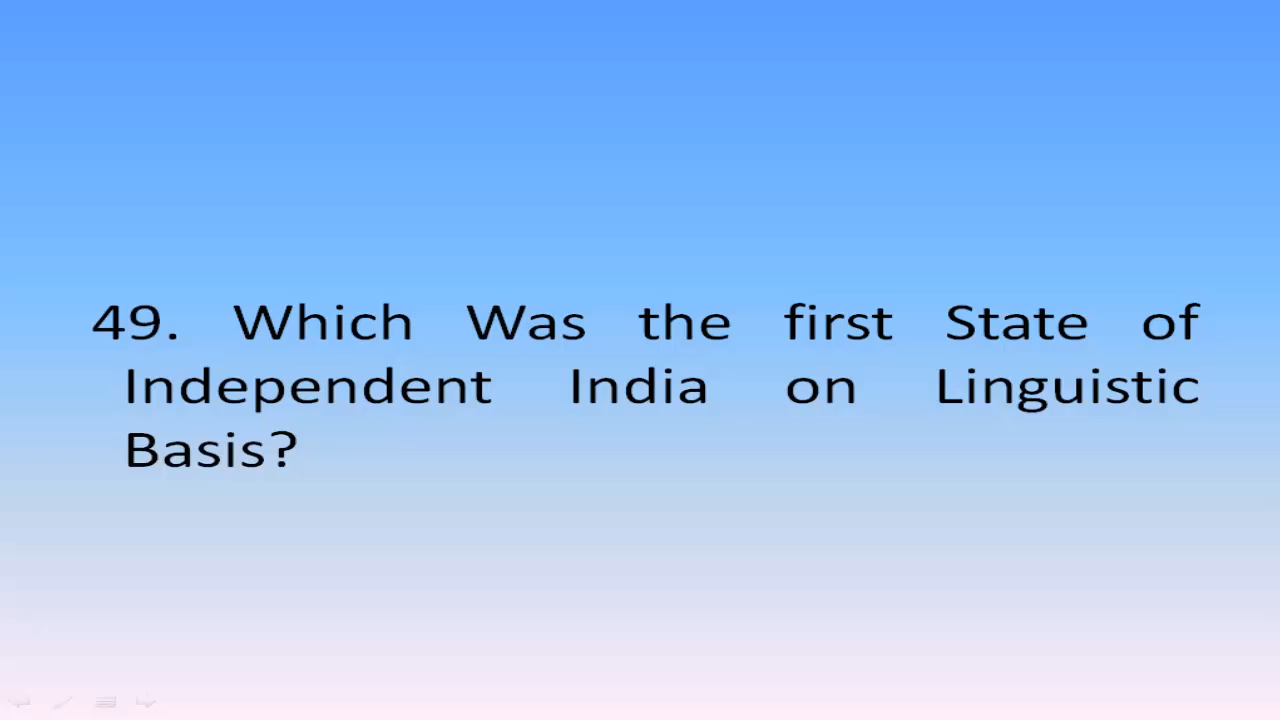 49. Which Was the first State of
Independent India on Linguistic
Basis?